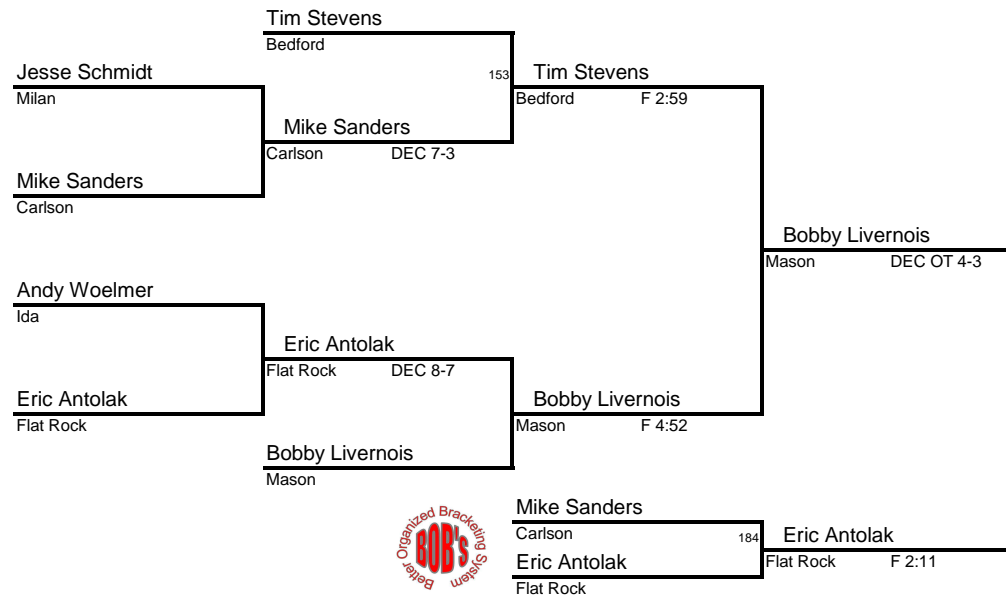 Tim Stevens
Bedford
Jesse Schmidt
Milan
153
Tim Stevens
Bedford F 2:59
Mike Sanders
Carlson DEC 7-3
Mike Sanders
Carlson
Bobby Livernois
Mason DEC OT 4-3
Andy Woelmer
Ida
Eric Antolak
Flat Rock DEC 8-7
Eric Antolak
Flat Rock
Bobby Livernois
Mason F 4:52
Bobby Livernois
Mason
Mike Sanders
Carlson
184
Eric Antolak
Flat Rock F 2:11
Eric Antolak
Flat Rock
Better Organized Bracketing System
BOB'S